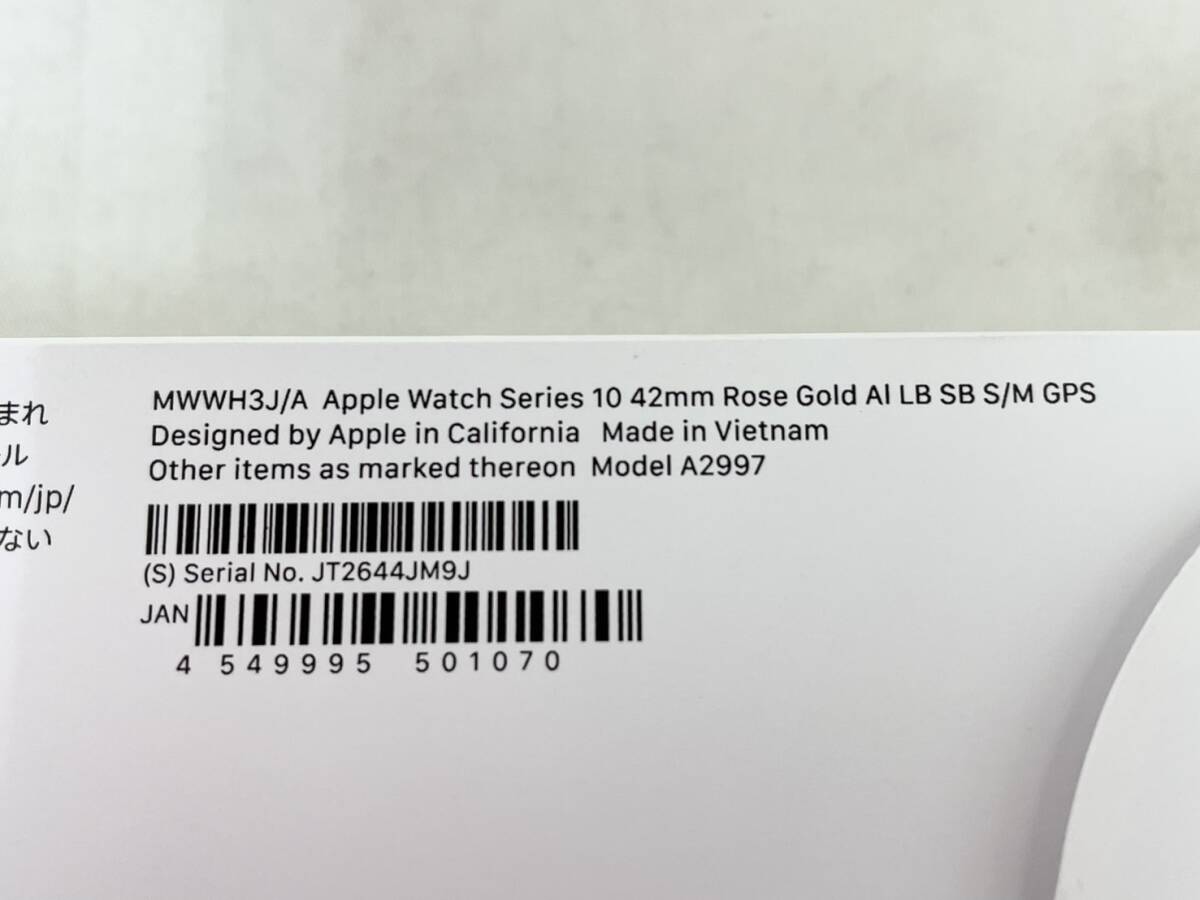 まれ
ール
m/jp/
ない
MWWH3J/A Apple Watch Series 10 42mm Rose Gold Al LB SB S/M GPS
Designed by Apple in California Made in Vietnam
Other items as marked thereon Model A2997
(S) Serial No. JT2644JM9J
JAN
4 549995 501070